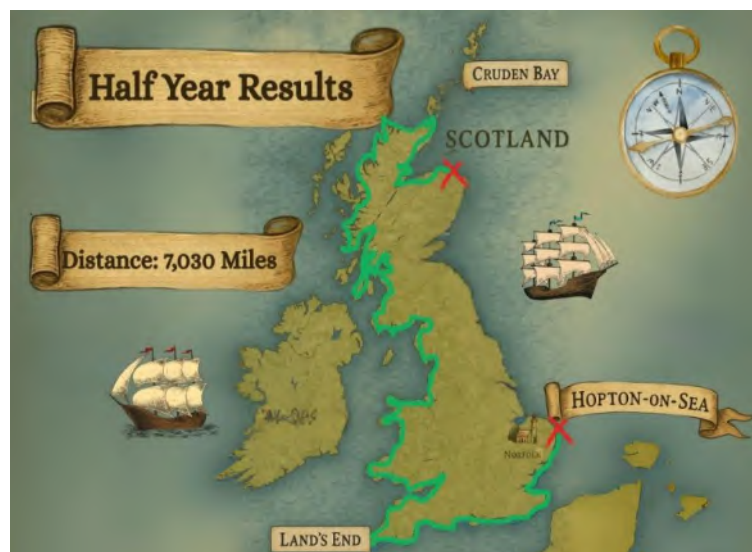 Half Year Results
CRUDEN BAY
SCOTLAND
Distance: 7,030 Miles
HOPTON-ON-SEA
NORFOLK
LAND'S END